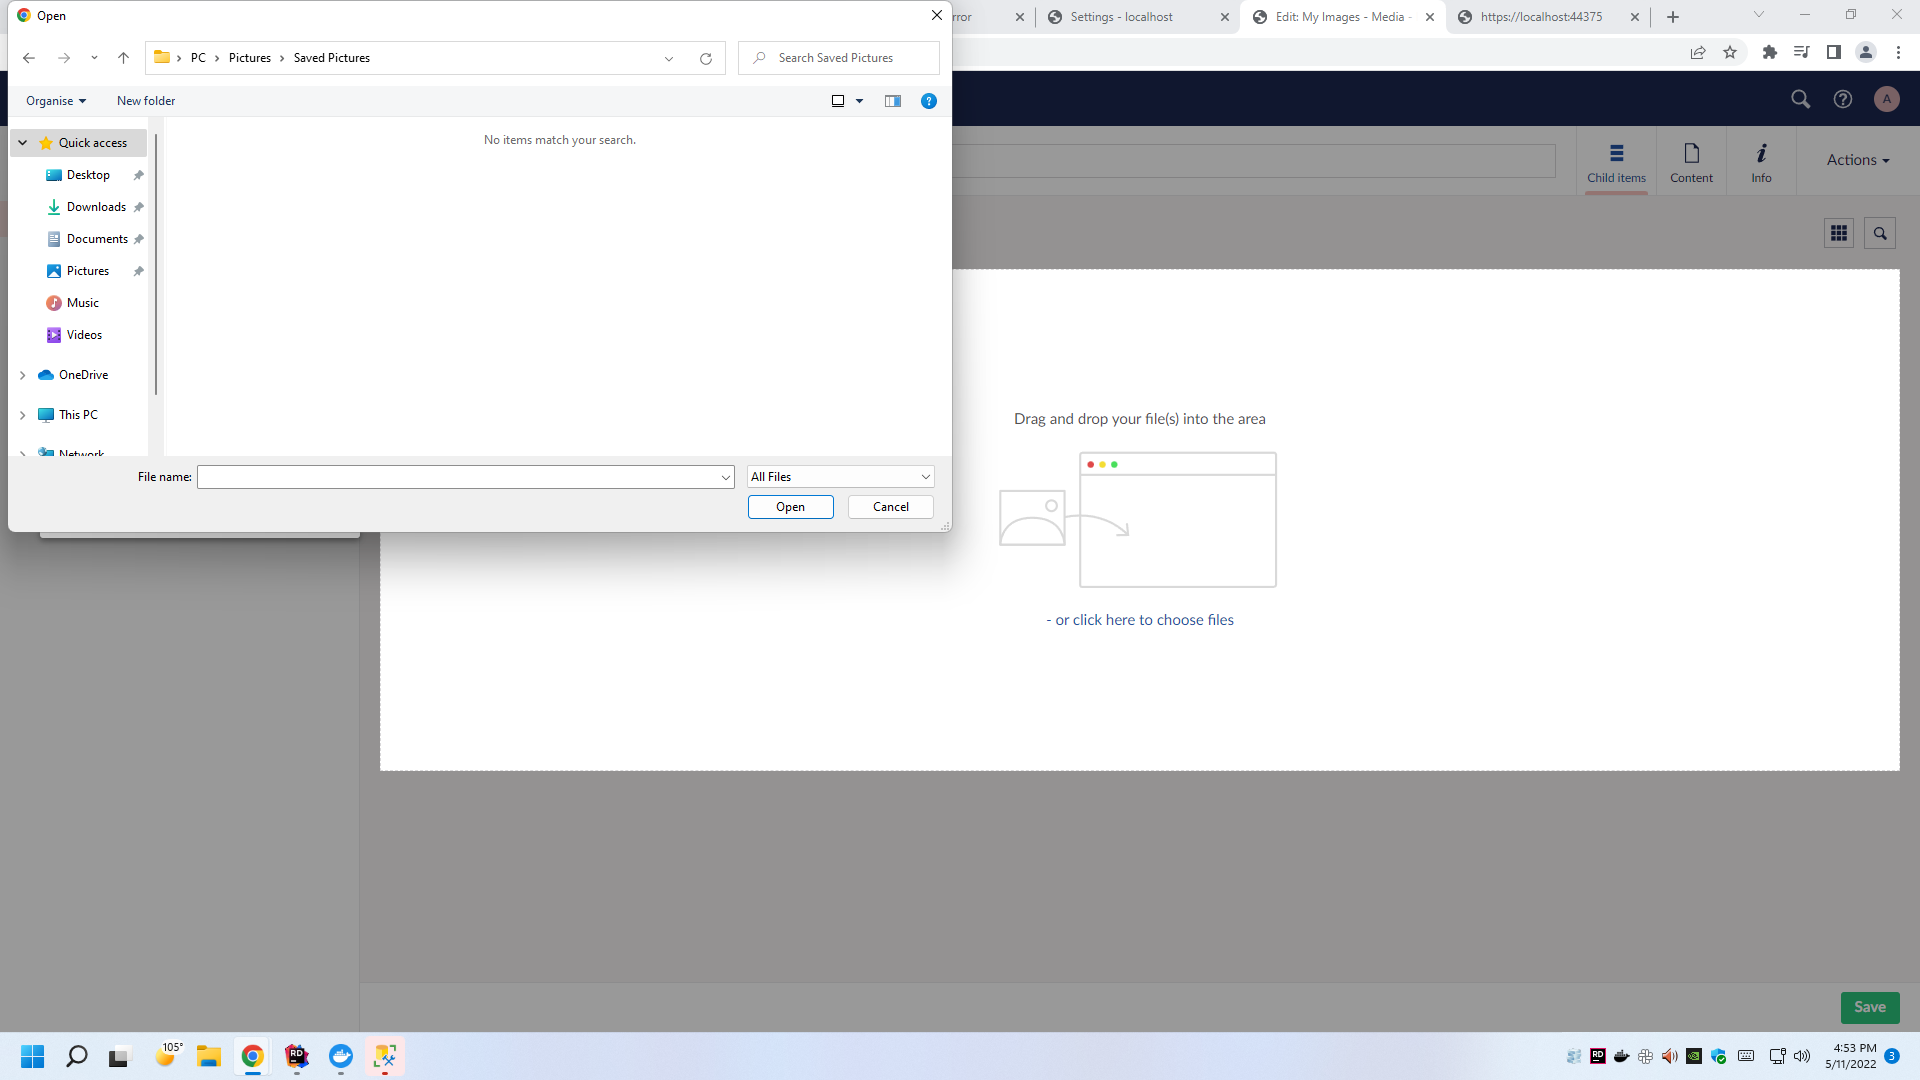 Open
rror
Settings - localhost
Edit: My Images - Media -
https://localhost:44375
PC
Pictures
Saved Pictures
Search Saved Pictures
Organise
New folder
Quick access
Desktop
Downloads
Documents
Pictures
Music
Videos
OneDrive
This PC
Network
No items match your search.
File name:
All Files
Open
Cancel
A
Child items
Content
Info
Actions
Drag and drop your file(s) into the area
- or click here to choose files
Save
105°
RD
RD
4:53 PM
5/11/2022
3